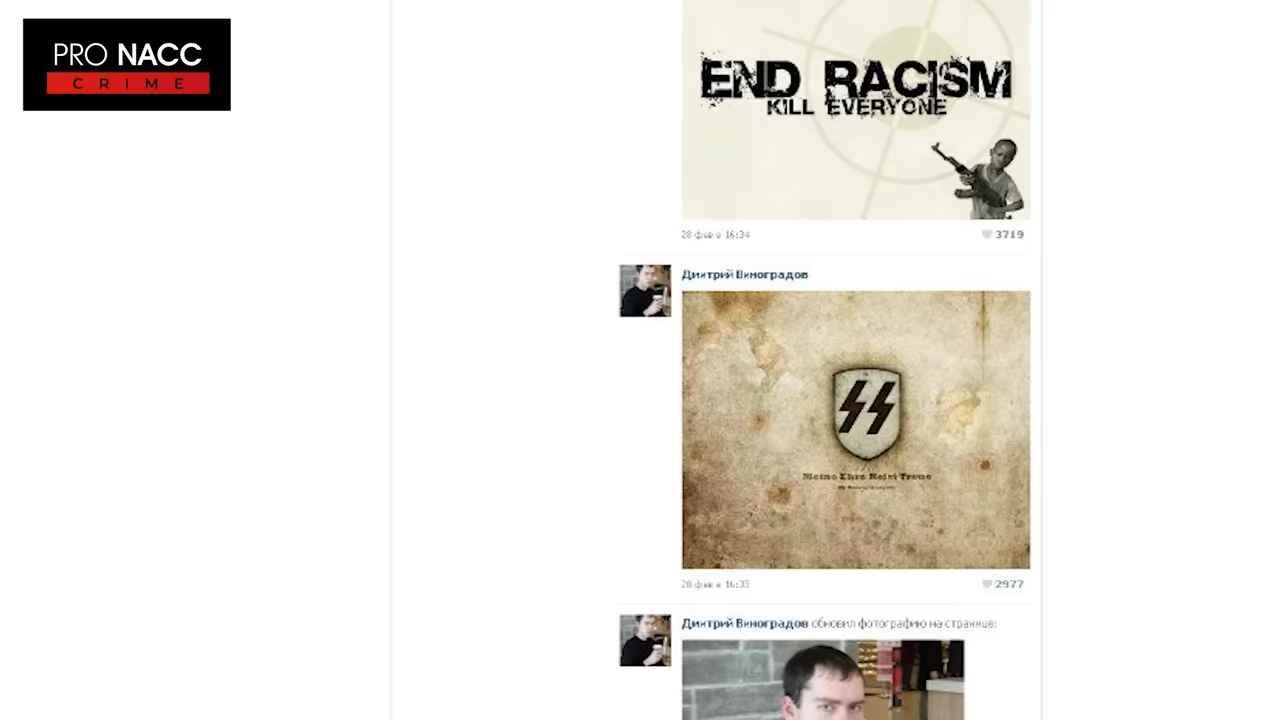 PRO NACC
CRIME
END RACISM
KILL EVERYONE
28 фев в 16:34
3719
Дмитрий Виноградов
Meine Ehre Heist Treue
28 фев в 16:33
2977
Дмитрий Виноградов обновил фотографию на странице: